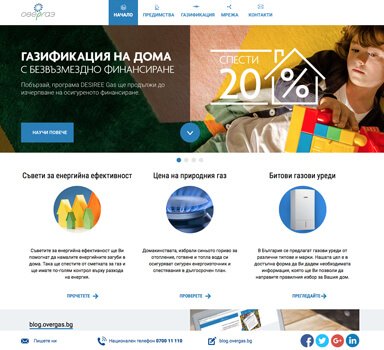 овергаз
НАЧАЛО
ПРЕДИМСТВА
ГАЗИФИКАЦИЯ
МРЕЖА
КОНТАКТИ
ГАЗИФИКАЦИЯ НА ДОМА
С БЕЗВЪЗМЕЗДНО ФИНАНСИРАНЕ
Побързай, програма DESIREE Gas ще продължи до
изчерпването на осигуреното финансиране.
СПЕСТИ
20%
НАУЧИ ПОВЕЧЕ
Съвети за енергийна ефективност
Цена на природния газ
Битови газови уреди
Съветите за енергийна ефективност ще Ви
помогнат да намалите енергийните загуби в
дома. Така ще спестите от сметката за газ и
ще имате по-голям контрол върху разхода
на енергия.
Домакинствата, избрали синьото гориво за
отопление, готвене и топла вода си
осигуряват сигурен енергоизточник и
спестявания в дългосрочен план.
В България се предлагат газови уреди от
различни типове и марки. Нашата цел е в
достъпна форма да Ви дадем необходимата
информация, която ще Ви позволи да
направите правилния избор за Вашия дом.
ПРОЧЕТЕТЕ
ПРОВЕРЕТЕ
ПРЕГЛЕДАЙТЕ
blog.overgas.bg
Пишете ни
Национален телефон 0700 11 110
blog.overgas.bg